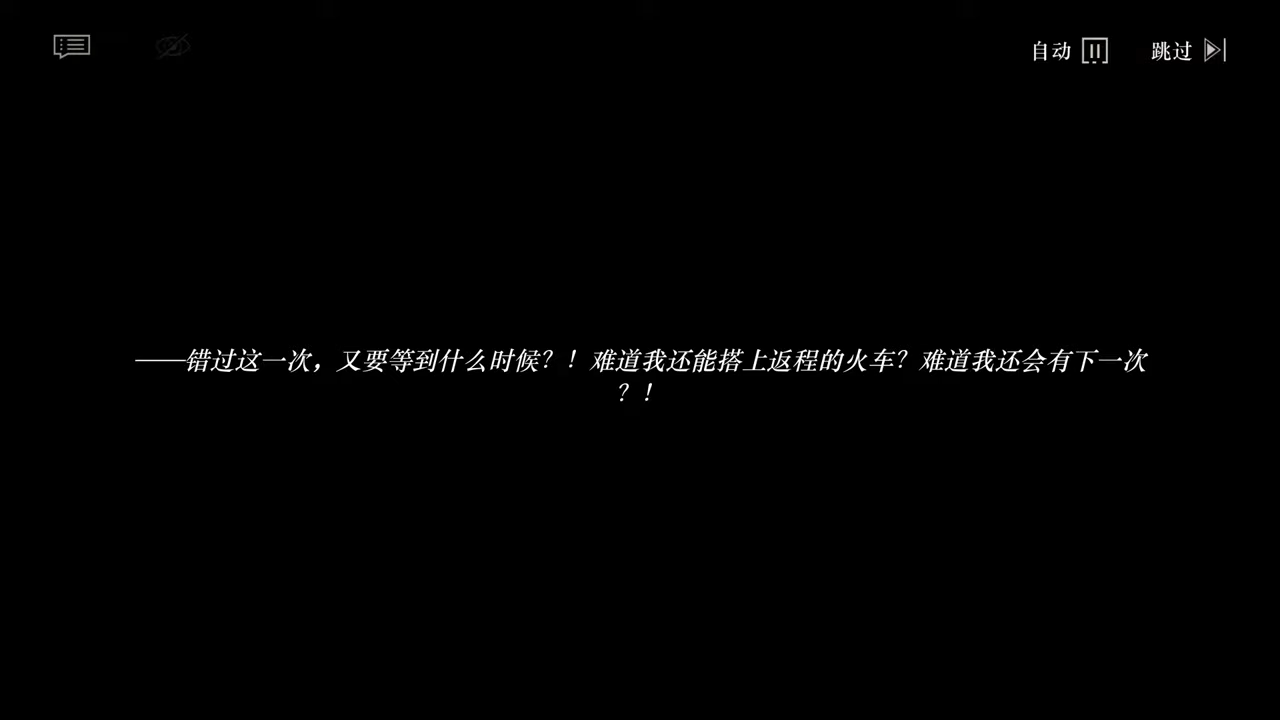 自动
跳过
——错过这一次，又要等到什么时候？！难道我还能搭上返程的火车？难道我还会有下一次
？！